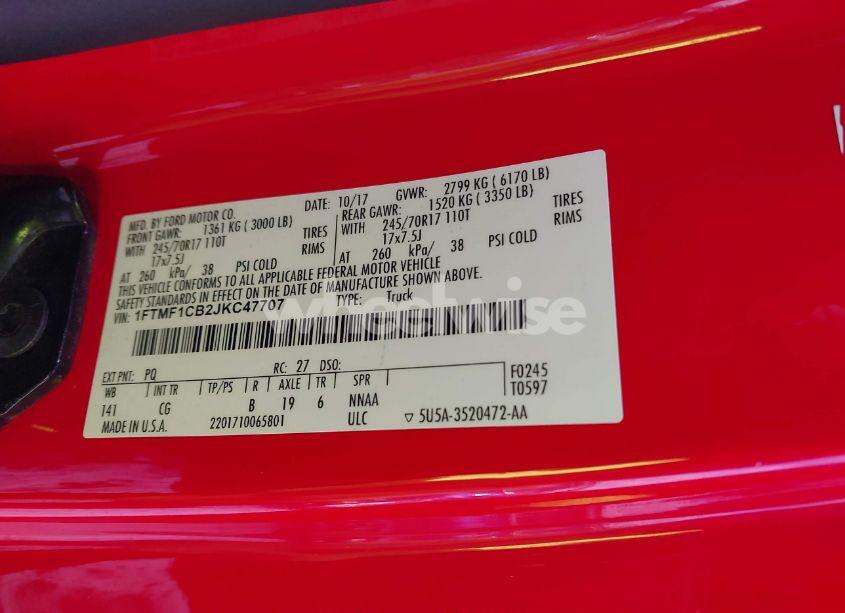 MFD. BY FORD MOTOR CO.
DATE: 10/17 GVWR: 2799 KG ( 6170 LB)
FRONT GAWR: 1361 KG ( 3000 LB)
REAR GAWR: 1520 KG ( 3350 LB)
WITH 245/70R17 110T TIRES
WITH 245/70R17 110T TIRES
17x7.5J RIMS
17x7.5J RIMS
AT 260 kPa/ 38 PSI COLD
AT 260 kPa/ 38 PSI COLD
THIS VEHICLE CONFORMS TO ALL APPLICABLE FEDERAL MOTOR VEHICLE
SAFETY STANDARDS IN EFFECT ON THE DATE OF MANUFACTURE SHOWN ABOVE.
VIN: 1FTMF1CB2JKC47707 TYPE: Truck
EXT PNT: PQ RC: 27 DSO:
WB INT TR TP/PS R AXLE TR SPR
141 CG B 19 6 NNAA
F0245
T0597
MADE IN U.S.A. 2201710065801 ULC ▽ 5U5A-3520472-AA
wheelwise